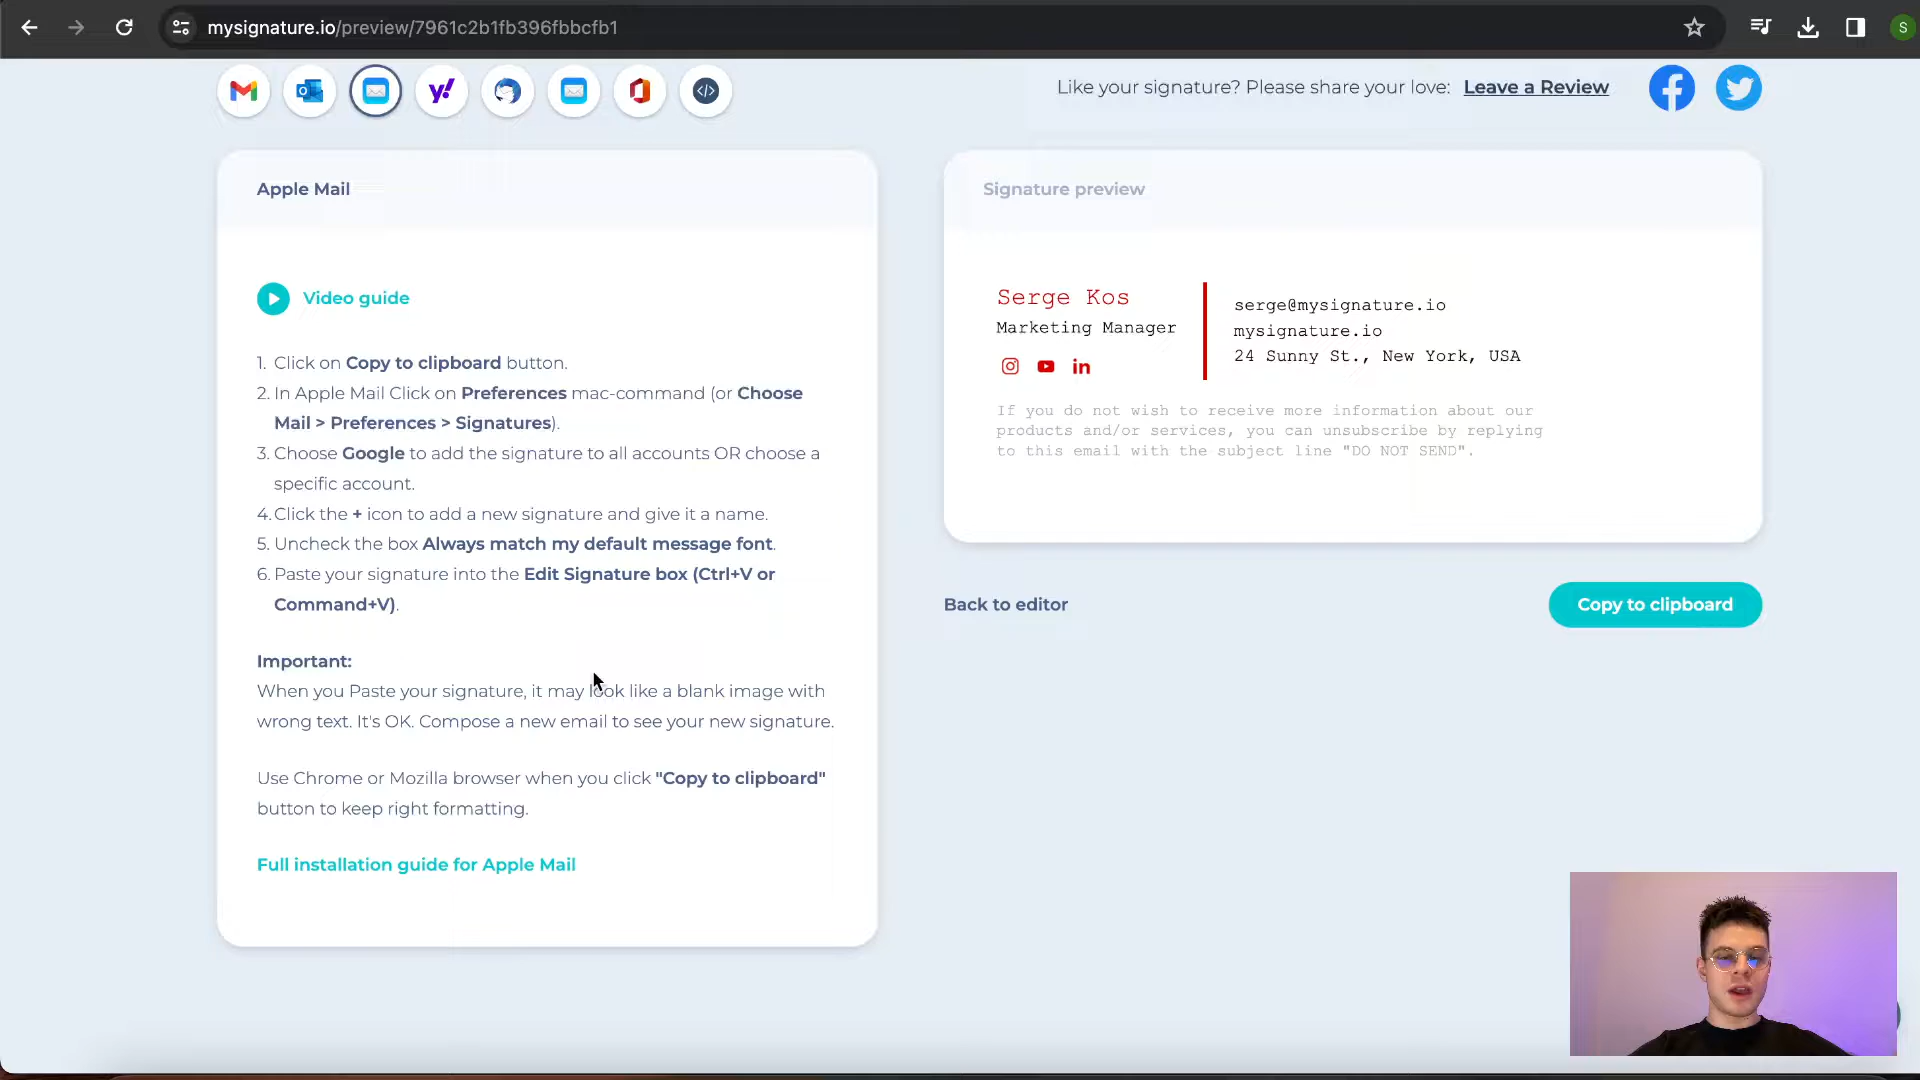 mysignature.io/preview/7961c2b1fb396fbbcfb1
S
Like your signature? Please share your love: Leave a Review
Apple Mail
Video guide
1. Click on Copy to clipboard button.
2. In Apple Mail Click on Preferences mac-command (or Choose
Mail > Preferences > Signatures).
3. Choose Google to add the signature to all accounts OR choose a
specific account.
4. Click the + icon to add a new signature and give it a name.
5. Uncheck the box Always match my default message font.
6. Paste your signature into the Edit Signature box (Ctrl+V or
Command+V).
Important:
When you Paste your signature, it may look like a blank image with
wrong text. It's OK. Compose a new email to see your new signature.
Use Chrome or Mozilla browser when you click "Copy to clipboard"
button to keep right formatting.
Full installation guide for Apple Mail
Signature preview
Serge Kos
Marketing Manager
in
serge@mysignature.io
mysignature.io
24 Sunny St., New York, USA
If you do not wish to receive more information about our
products and/or services, you can unsubscribe by replying
to this email with the subject line "DO NOT SEND".
Back to editor
Copy to clipboard